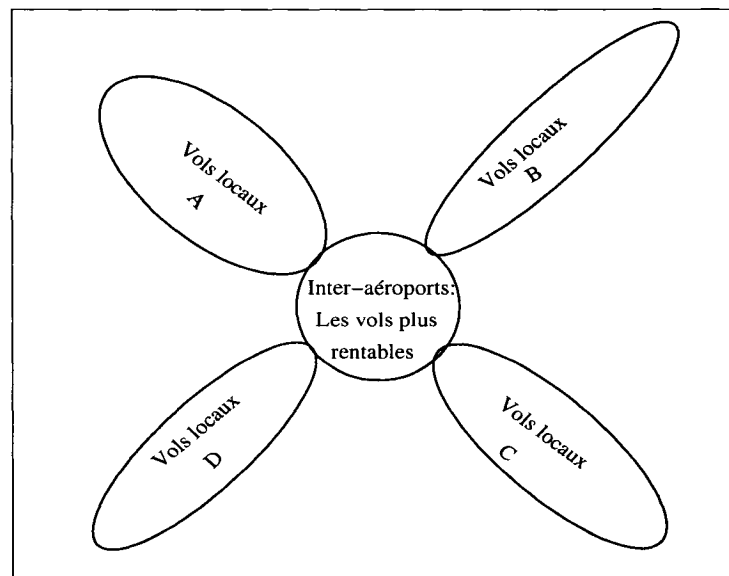 Vols locaux
A
Vols locaux
B
Inter-aéroports:
Les vols plus
rentables
Vols locaux
D
Vols locaux
C